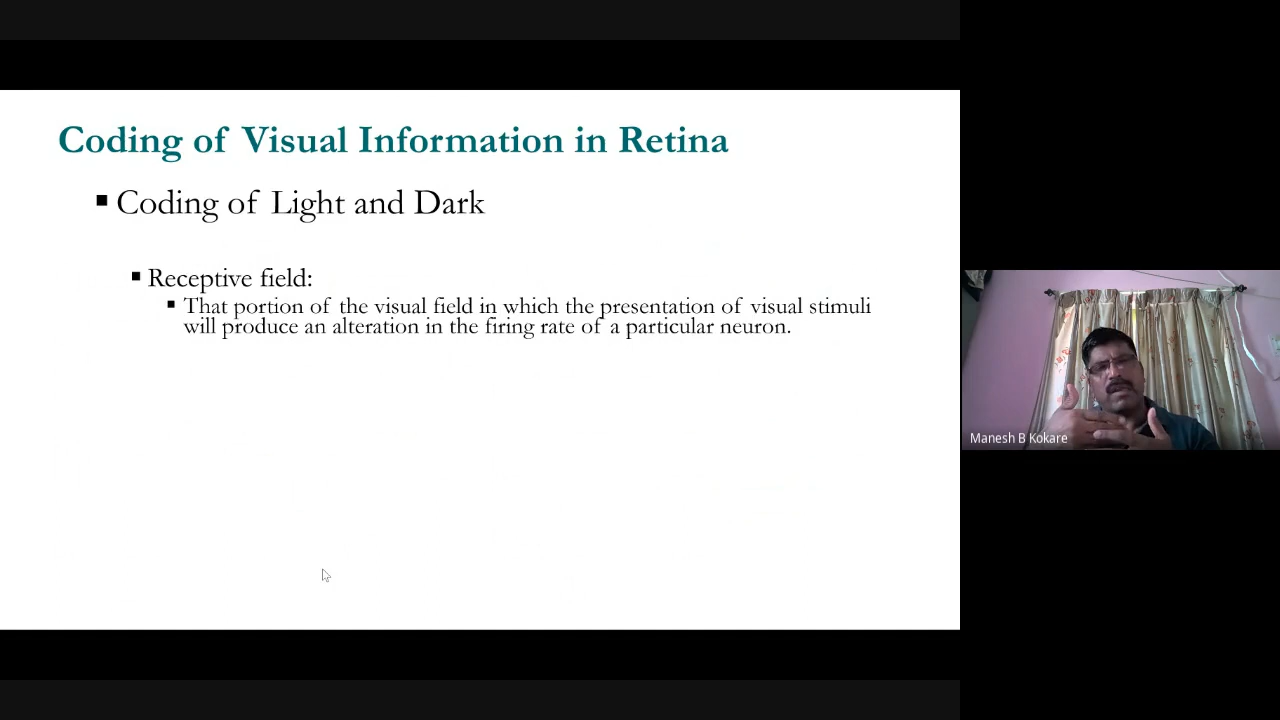 Coding of Visual Information in Retina
Coding of Light and Dark
Receptive field:
That portion of the visual field in which the presentation of visual stimuli
will produce an alteration in the firing rate of a particular neuron.
Manesh B Kokare